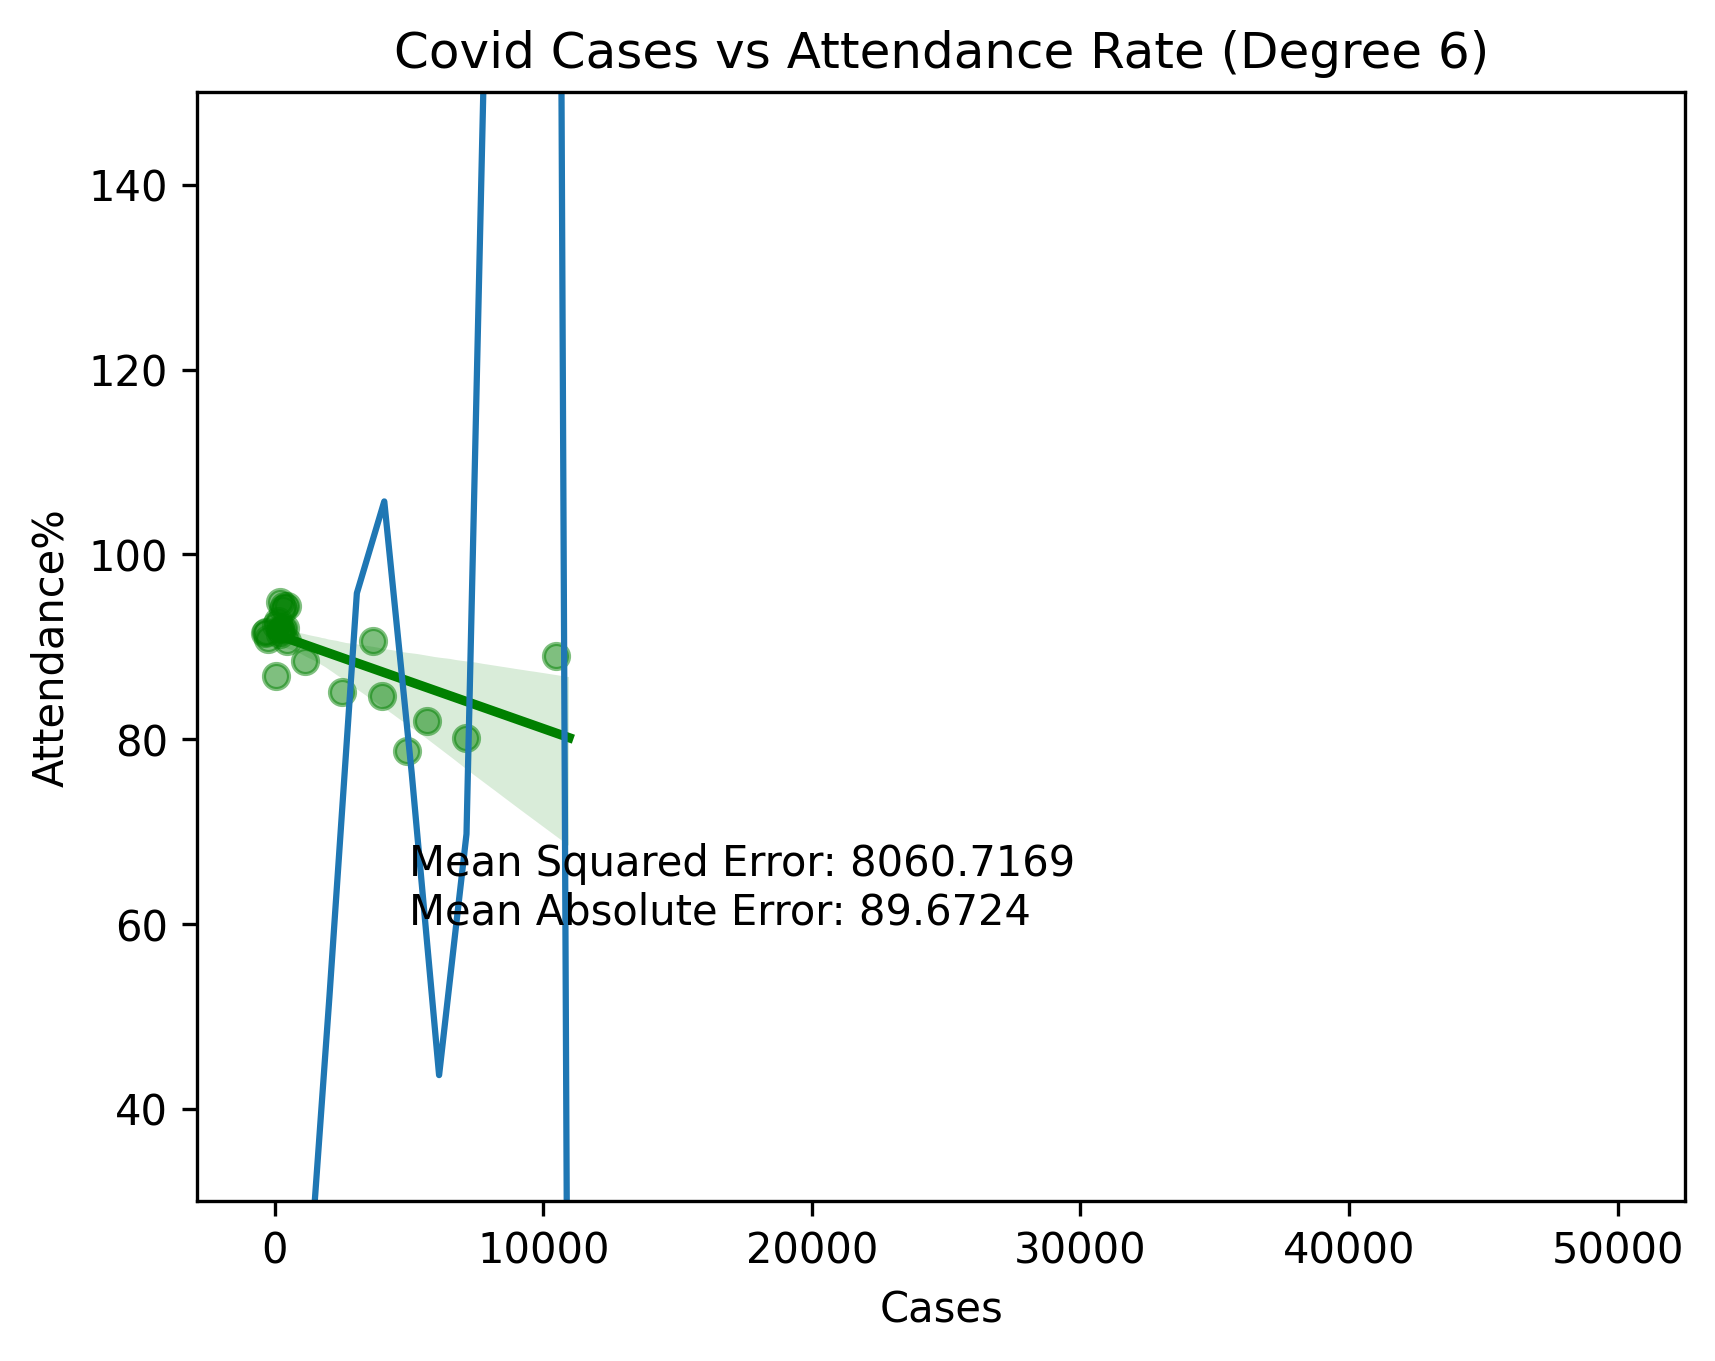 Covid Cases vs Attendance Rate (Degree 6)
140
120
100
80
60
40
Attendance%
Mean Squared Error: 8060.7169
Mean Absolute Error: 89.6724
0 10000 20000 30000 40000 50000
Cases